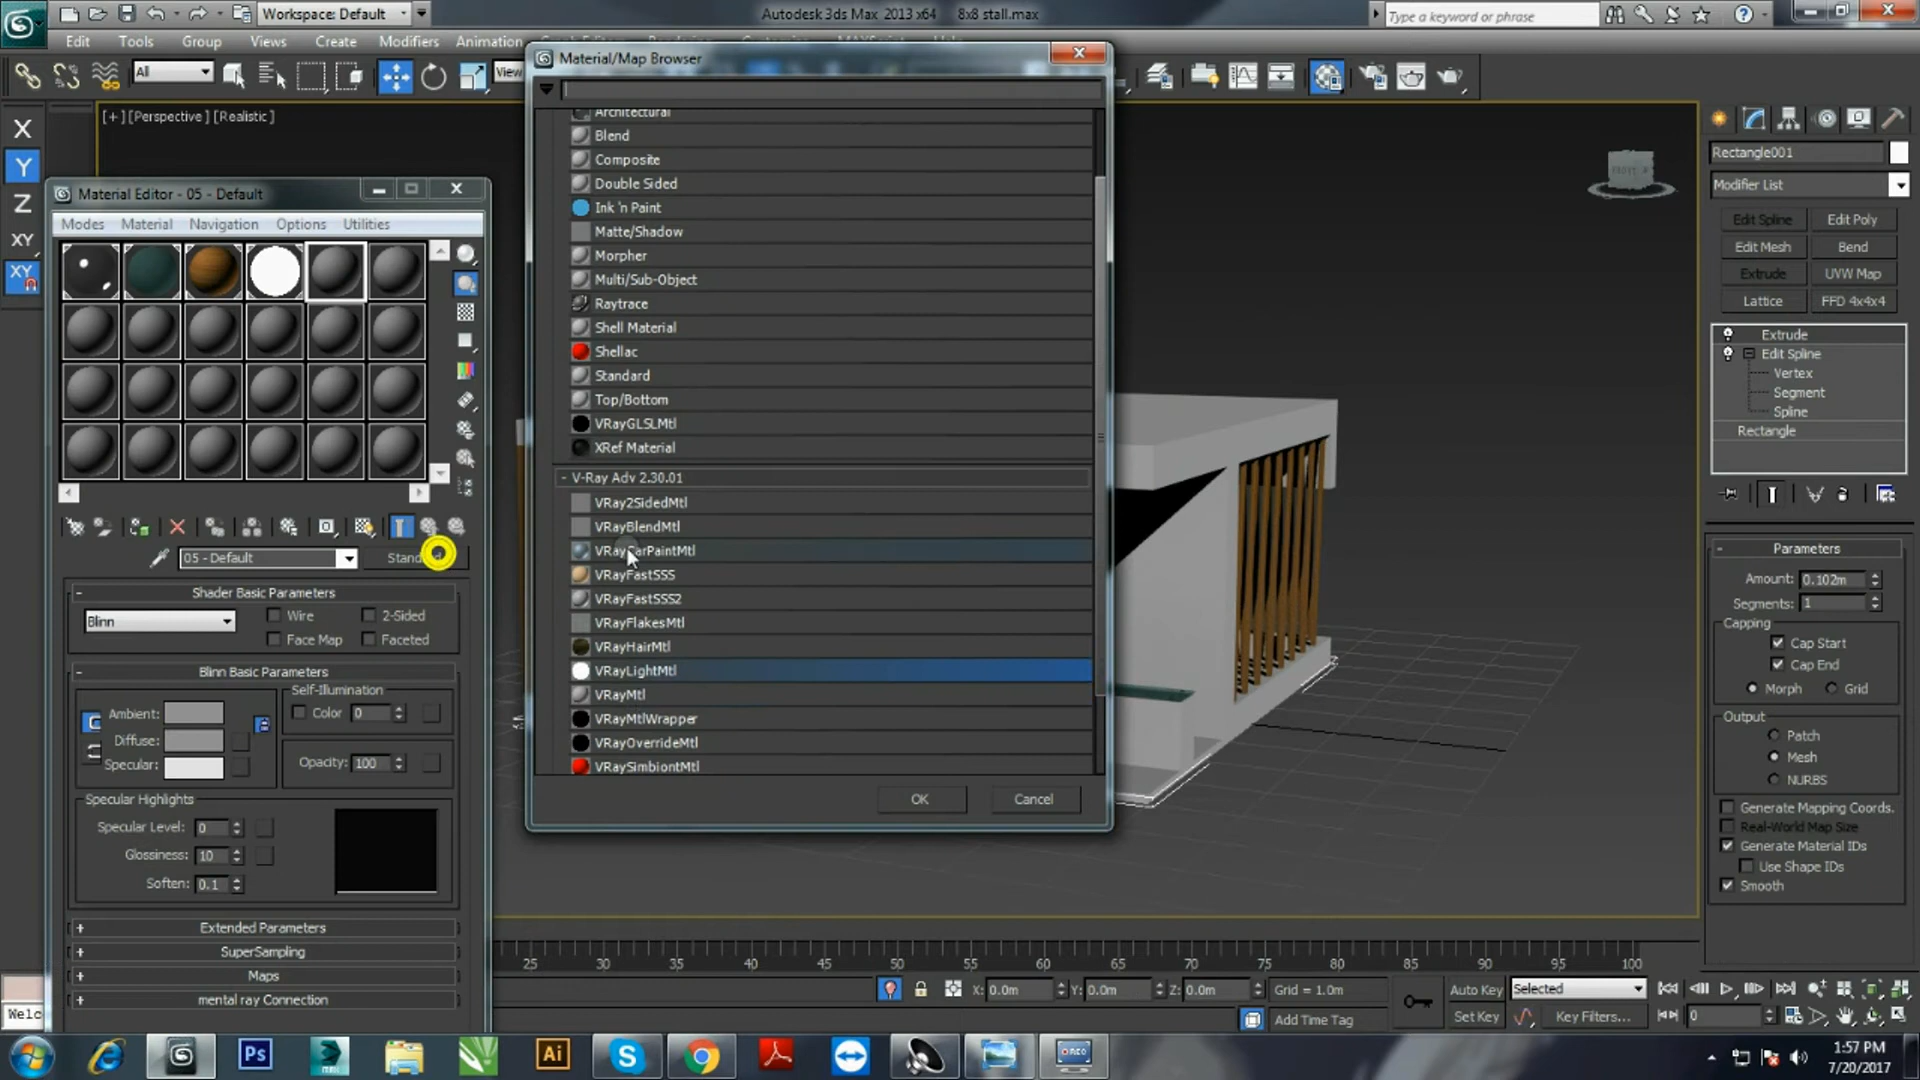 Workspace: Default
Autodesk 3ds Max 2013 x64 8x8 stall.max
Type a keyword or phrase
Edit Tools Group Views Create Modifiers Animation
All
View
[+] [Perspective] [Realistic]
X
Y
Z
XY
XY
Material Editor - 05 - Default
Modes Material Navigation Options Utilities
05 - Default
Shader Basic Parameters
Blinn
Wire
2-Sided
Face Map
Faceted
Blinn Basic Parameters
Self-Illumination
Ambient:
Color 0
Diffuse:
Specular:
Opacity: 100
Specular Highlights
Specular Level: 0
Glossiness: 10
Soften: 0.1
Extended Parameters
SuperSampling
Maps
mental ray Connection
Material/Map Browser
Architectural
Blend
Composite
Double Sided
Ink 'n Paint
Matte/Shadow
Morpher
Multi/Sub-Object
Raytrace
Shell Material
Shellac
Standard
Top/Bottom
VRayGLSLMtl
XRef Material
- V-Ray Adv 2.30.01
VRay2SidedMtl
VRayBlendMtl
VRayCarPaintMtl
VRayFastSSS
VRayFastSSS2
VRayFlakesMtl
VRayHairMtl
VRayLightMtl
VRayMtl
VRayMtlWrapper
VRayOverrideMtl
VRaySimbiontMtl
OK
Cancel
Rectangle001
Modifier List
Edit Spline Edit Poly
Edit Mesh Bend
Extrude UVW Map
Lattice FFD 4x4x4
Extrude
Edit Spline
Vertex
Segment
Spline
Rectangle
Parameters
Amount: 0.102m
Segments: 1
Capping
Cap Start
Cap End
Morph Grid
Output
Patch
Mesh
NURBS
Generate Mapping Coords.
Real-World Map Size
Generate Material IDs
Use Shape IDs
Smooth
25 30 35 40 45 50 55 60 65 70 75 80 85 90 95 100
X: 0.0m Y: 0.0m Z: 0.0m Grid = 1.0m
Auto Key Selected
Welc
Add Time Tag
Set Key Key Filters...
0
Ps
Ai
1:57 PM
7/20/2017